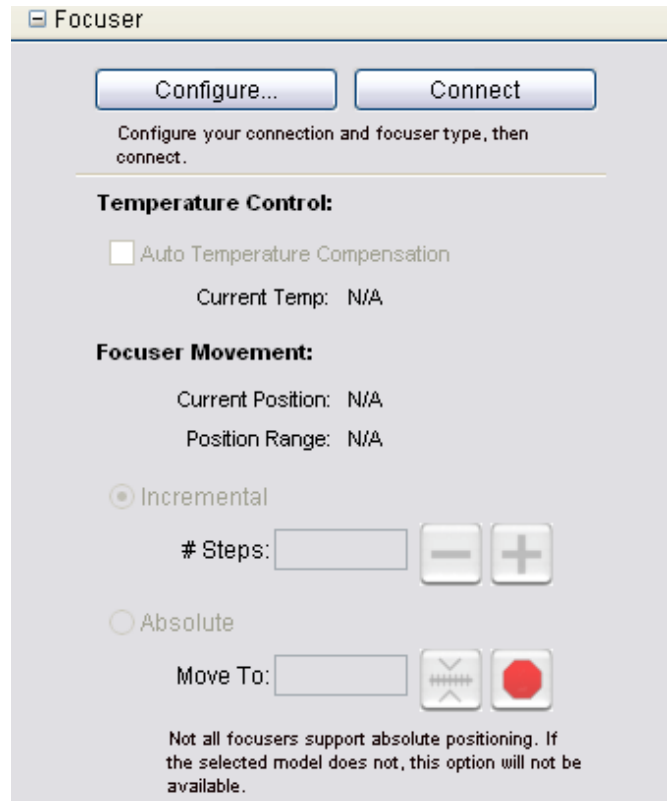 Focuser
Configure... Connect
Configure your connection and focuser type, then
connect.
Temperature Control:
Auto Temperature Compensation
Current Temp: N/A
Focuser Movement:
Current Position: N/A
Position Range: N/A
Incremental
# Steps:
Absolute
Move To:
Not all focusers support absolute positioning. If
the selected model does not, this option will not be
available.